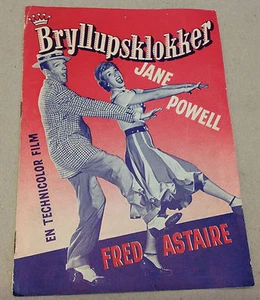 Bryllupsklokker
JANE
POWELL
EN TECHNICOLOR FILM
FRED ASTAIRE